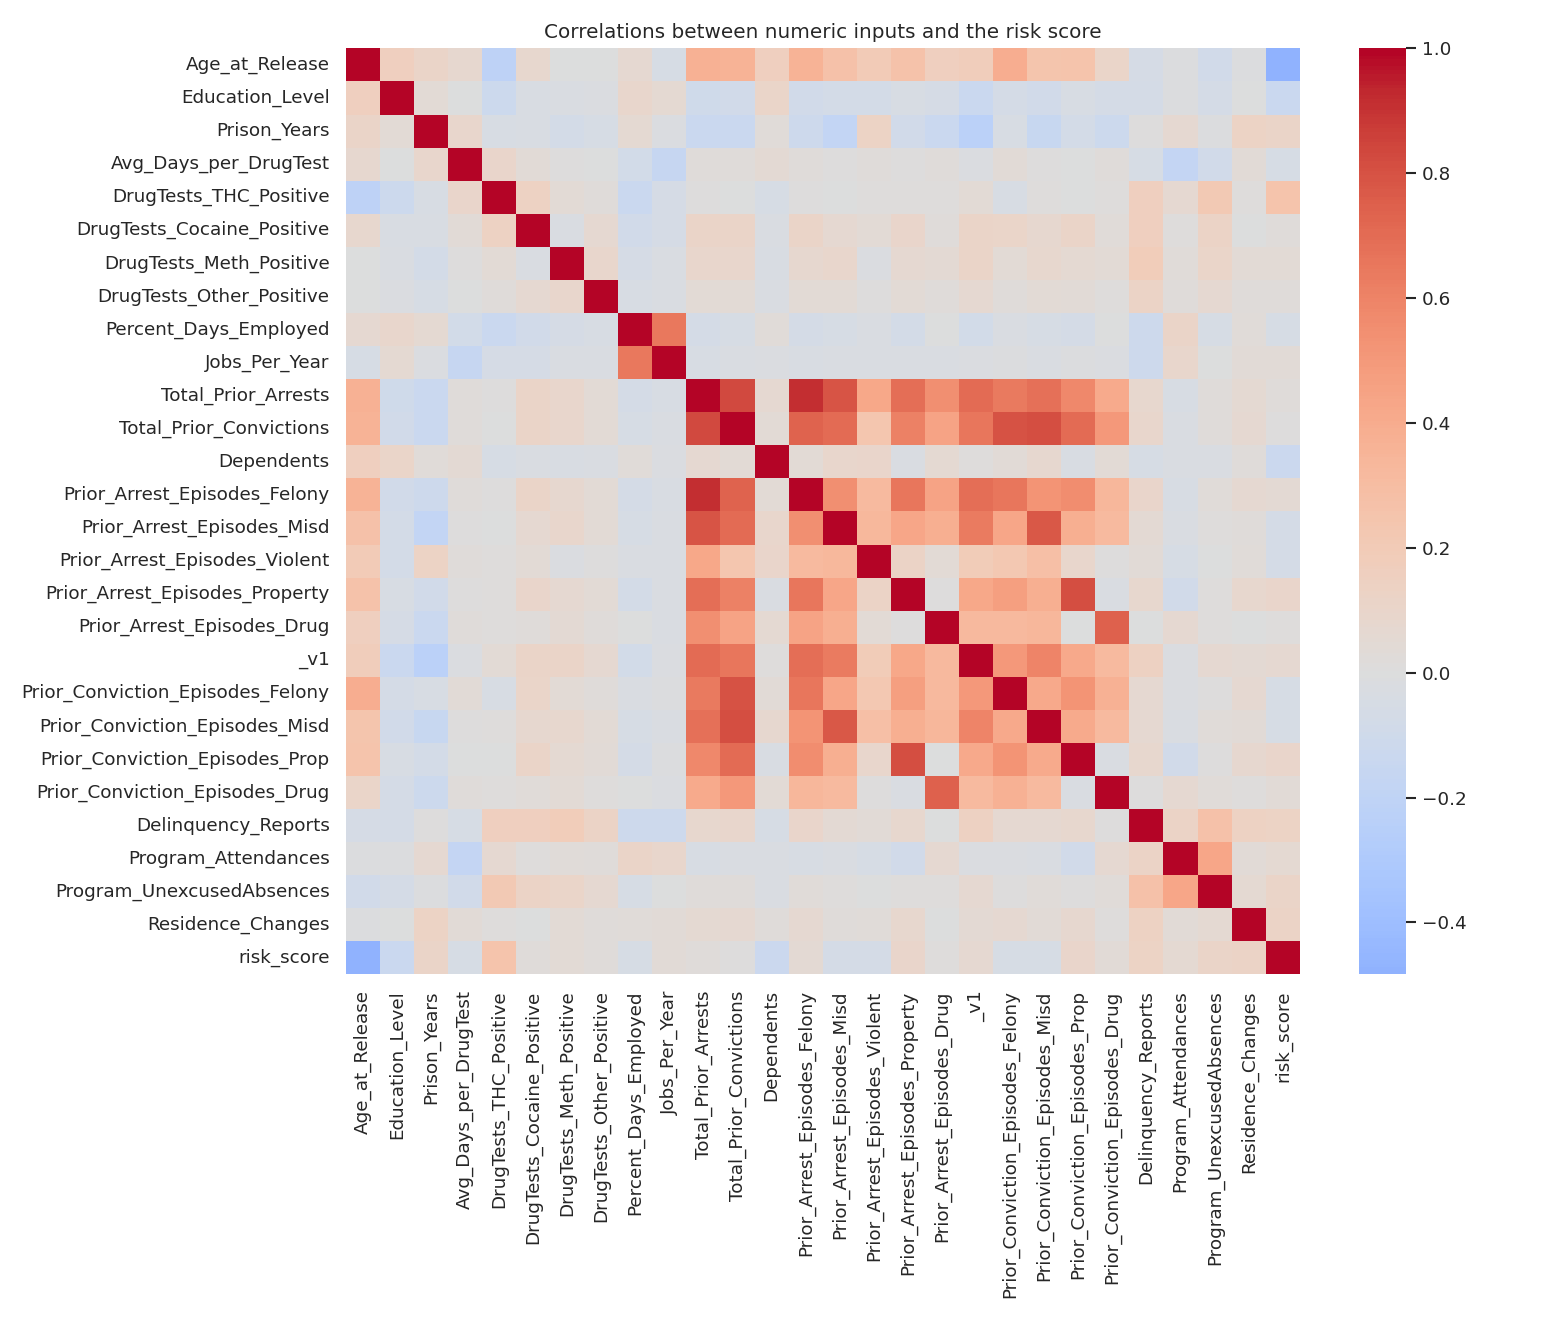 Correlations between numeric inputs and the risk score
Age_at_Release
Education_Level
Prison_Years
Avg_Days_per_DrugTest
DrugTests_THC_Positive
DrugTests_Cocaine_Positive
DrugTests_Meth_Positive
DrugTests_Other_Positive
Percent_Days_Employed
Jobs_Per_Year
Total_Prior_Arrests
Total_Prior_Convictions
Dependents
Prior_Arrest_Episodes_Felony
Prior_Arrest_Episodes_Misd
Prior_Arrest_Episodes_Violent
Prior_Arrest_Episodes_Property
Prior_Arrest_Episodes_Drug
_v1
Prior_Conviction_Episodes_Felony
Prior_Conviction_Episodes_Misd
Prior_Conviction_Episodes_Prop
Prior_Conviction_Episodes_Drug
Delinquency_Reports
Program_Attendances
Program_UnexcusedAbsences
Residence_Changes
risk_score
Age_at_Release
Education_Level
Prison_Years
Avg_Days_per_DrugTest
DrugTests_THC_Positive
DrugTests_Cocaine_Positive
DrugTests_Meth_Positive
DrugTests_Other_Positive
Percent_Days_Employed
Jobs_Per_Year
Total_Prior_Arrests
Total_Prior_Convictions
Dependents
Prior_Arrest_Episodes_Felony
Prior_Arrest_Episodes_Misd
Prior_Arrest_Episodes_Violent
Prior_Arrest_Episodes_Property
Prior_Arrest_Episodes_Drug
_v1
Prior_Conviction_Episodes_Felony
Prior_Conviction_Episodes_Misd
Prior_Conviction_Episodes_Prop
Prior_Conviction_Episodes_Drug
Delinquency_Reports
Program_Attendances
Program_UnexcusedAbsences
Residence_Changes
risk_score
1.0
0.8
0.6
0.4
0.2
0.0
−0.2
−0.4